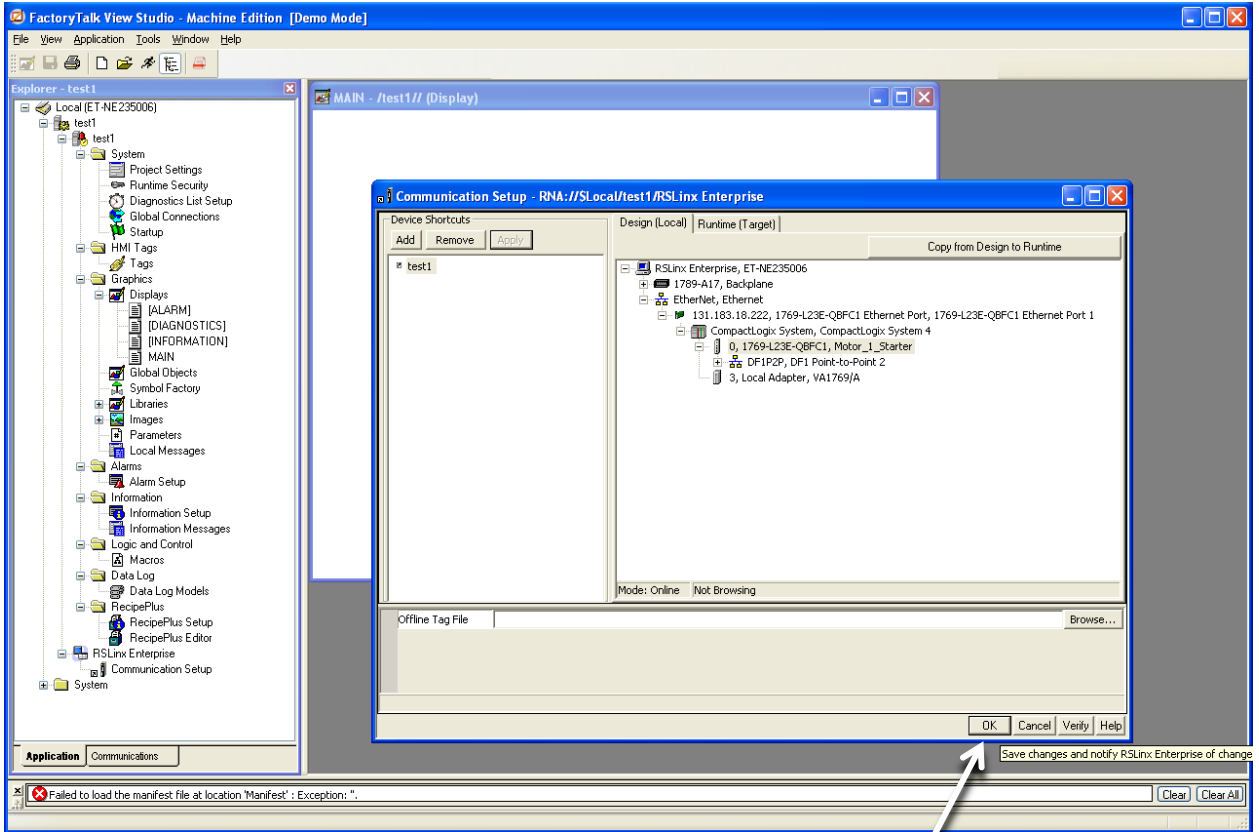 FactoryTalk View Studio - Machine Edition [Demo Mode]
File View Application Tools Window Help
Explorer - test1
Local (ET-NE235006)
test1
test1
System
Project Settings
Runtime Security
Diagnostics List Setup
Global Connections
Startup
HMI Tags
Tags
Graphics
Displays
[ALARM]
[DIAGNOSTICS]
[INFORMATION]
MAIN
Global Objects
Symbol Factory
Libraries
Images
Parameters
Local Messages
Alarms
Alarm Setup
Information
Information Setup
Information Messages
Logic and Control
Macros
Data Log
Data Log Models
RecipePlus
RecipePlus Setup
RecipePlus Editor
RSLinx Enterprise
Communication Setup
System
Application Communications
MAIN - /test1// (Display)
Communication Setup - RNA://$Local/test1/RSLinx Enterprise
Device Shortcuts
Add Remove Apply
test1
Design (Local) Runtime (Target)
Copy from Design to Runtime
RSLinx Enterprise, ET-NE235006
1789-A17, Backplane
EtherNet, Ethernet
131.183.18.222, 1769-L23E-QBFC1 Ethernet Port, 1769-L23E-QBFC1 Ethernet Port 1
CompactLogix System, CompactLogix System 4
0, 1769-L23E-QBFC1, Motor_1_Starter
DF1P2P, DF1 Point-to-Point 2
3, Local Adapter, VA1769/A
Mode: Online Not Browsing
Offline Tag File Browse...
OK Cancel Verify Help
Save changes and notify RSLinx Enterprise of change
Failed to load the manifest file at location 'Manifest' : Exception: ''.
Clear Clear All